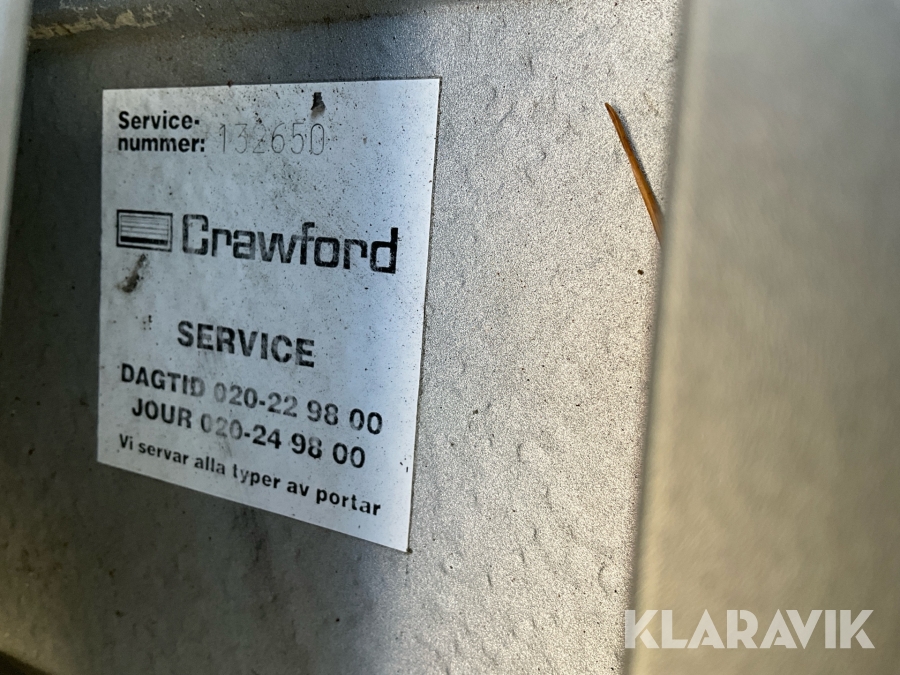 Service-
nummer: 132650
Crawford
SERVICE
DAGTID 020-22 98 00
JOUR 020-24 98 00
Vi servar alla typer av portar
KLARAVIK